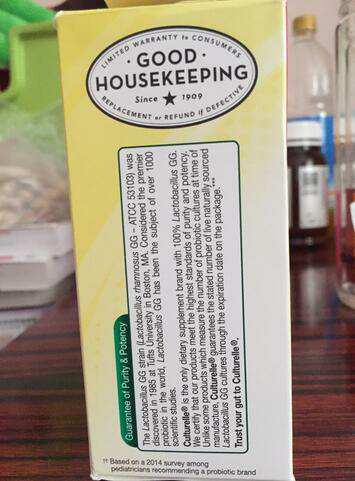 LIMITED WARRANTY to CONSUMERS
• GOOD •
HOUSEKEEPING
Since ★ 1909
REPLACEMENT or REFUND if DEFECTIVE
Guarantee of Purity & Potency
The Lactobacillus GG strain (Lactobacillus rhamnosus GG – ATCC 53103) was
discovered in 1985 at Tufts University in Boston, MA. Considered the premier
probiotic in the world, Lactobacillus GG has been the subject of over 1000
scientific studies.
Culturelle® is the only dietary supplement brand with 100% Lactobacillus GG.
We certify that our products meet the highest standards of purity and potency.
Unlike some products which measure the number of probiotic cultures at time of
manufacture, Culturelle® guarantees the stated number of live naturally sourced
Lactobacillus GG cultures through the expiration date on the package.***
Trust your gut to Culturelle®.
†† Based on a 2014 survey among
pediatricians recommending a probiotic brand